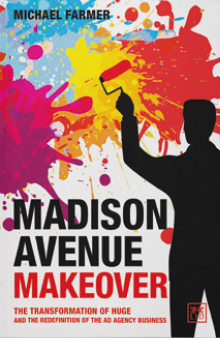 MICHAEL FARMER
MADISON
AVENUE
MAKEOVER
THE TRANSFORMATION OF HUGE
AND THE REDEFINITION OF THE AD AGENCY BUSINESS